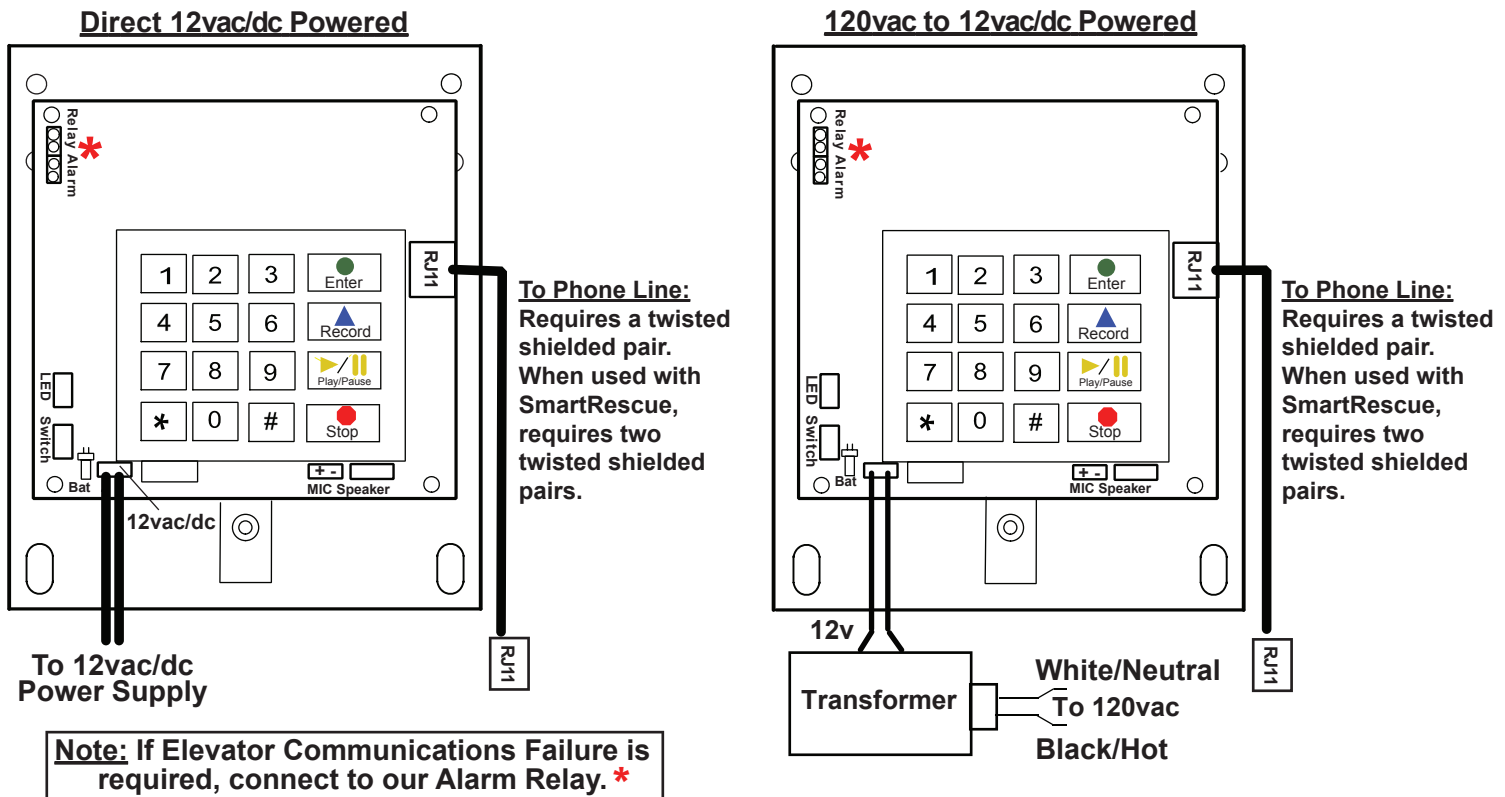 Direct 12vac/dc Powered
Relay Alarm
*
RJ11
1 2 3 Enter
4 5 6 Record
7 8 9 Play/Pause
* 0 # Stop
LED
Switch
Bat
+ -
MIC Speaker
12vac/dc
To Phone Line:
Requires a twisted
shielded pair.
When used with
SmartRescue,
requires two
twisted shielded
pairs.
To 12vac/dc
Power Supply
RJ11
Note: If Elevator Communications Failure is
required, connect to our Alarm Relay. *
120vac to 12vac/dc Powered
Relay Alarm
*
RJ11
1 2 3 Enter
4 5 6 Record
7 8 9 Play/Pause
* 0 # Stop
LED
Switch
Bat
+ -
MIC Speaker
To Phone Line:
Requires a twisted
shielded pair.
When used with
SmartRescue,
requires two
twisted shielded
pairs.
12v
Transformer
White/Neutral
To 120vac
Black/Hot
RJ11